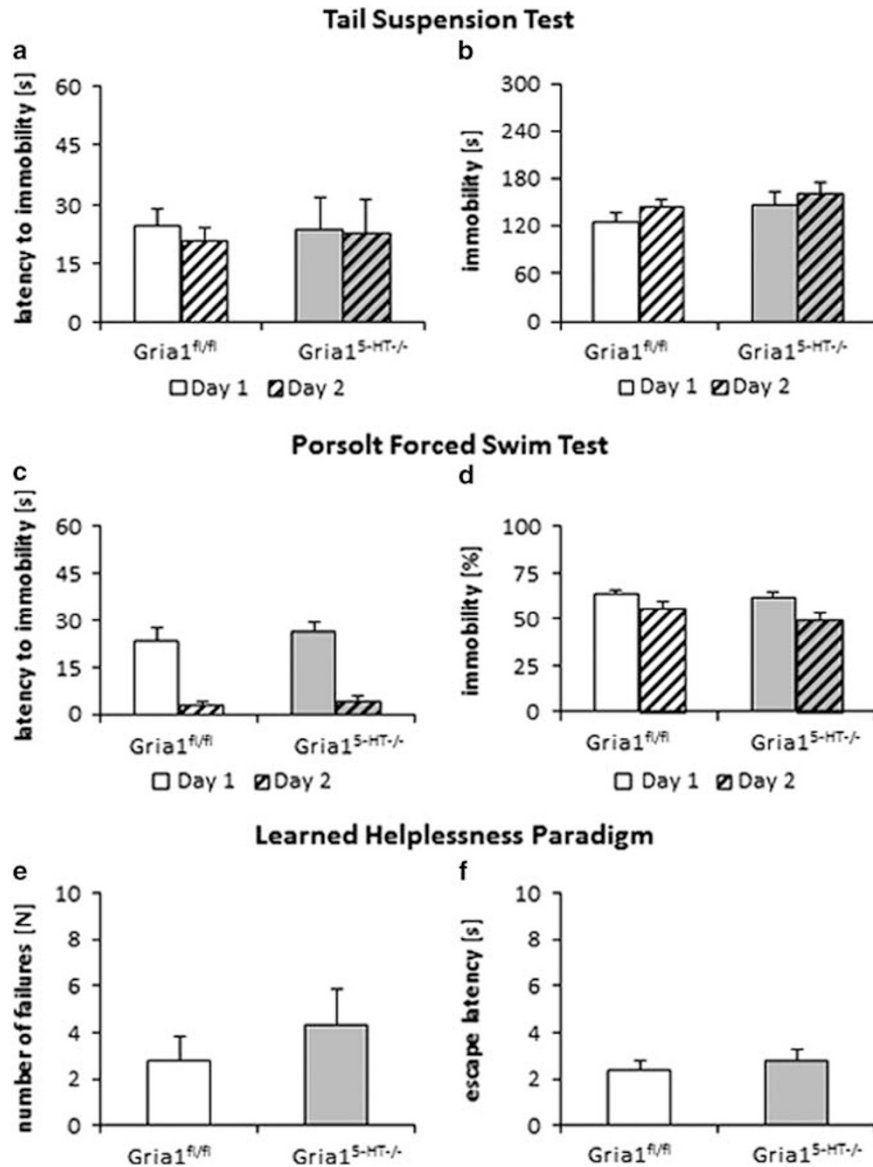 Tail Suspension Test
a
latency to immobility [s]
60
45
30
15
0
Gria1fl/fl
Gria15-HT-/-
Day 1 Day 2
b
immobility [s]
300
240
180
120
60
0
Gria1fl/fl
Gria15-HT-/-
Day 1 Day 2
Porsolt Forced Swim Test
c
latency to immobility [s]
60
45
30
15
0
Gria1fl/fl
Gria15-HT-/-
Day 1 Day 2
d
immobility [%]
100
75
50
25
0
Gria1fl/fl
Gria15-HT-/-
Day 1 Day 2
Learned Helplessness Paradigm
e
number of failures [N]
10
8
6
4
2
0
Gria1fl/fl
Gria15-HT-/-
f
escape latency [s]
10
8
6
4
2
0
Gria1fl/fl
Gria15-HT-/-